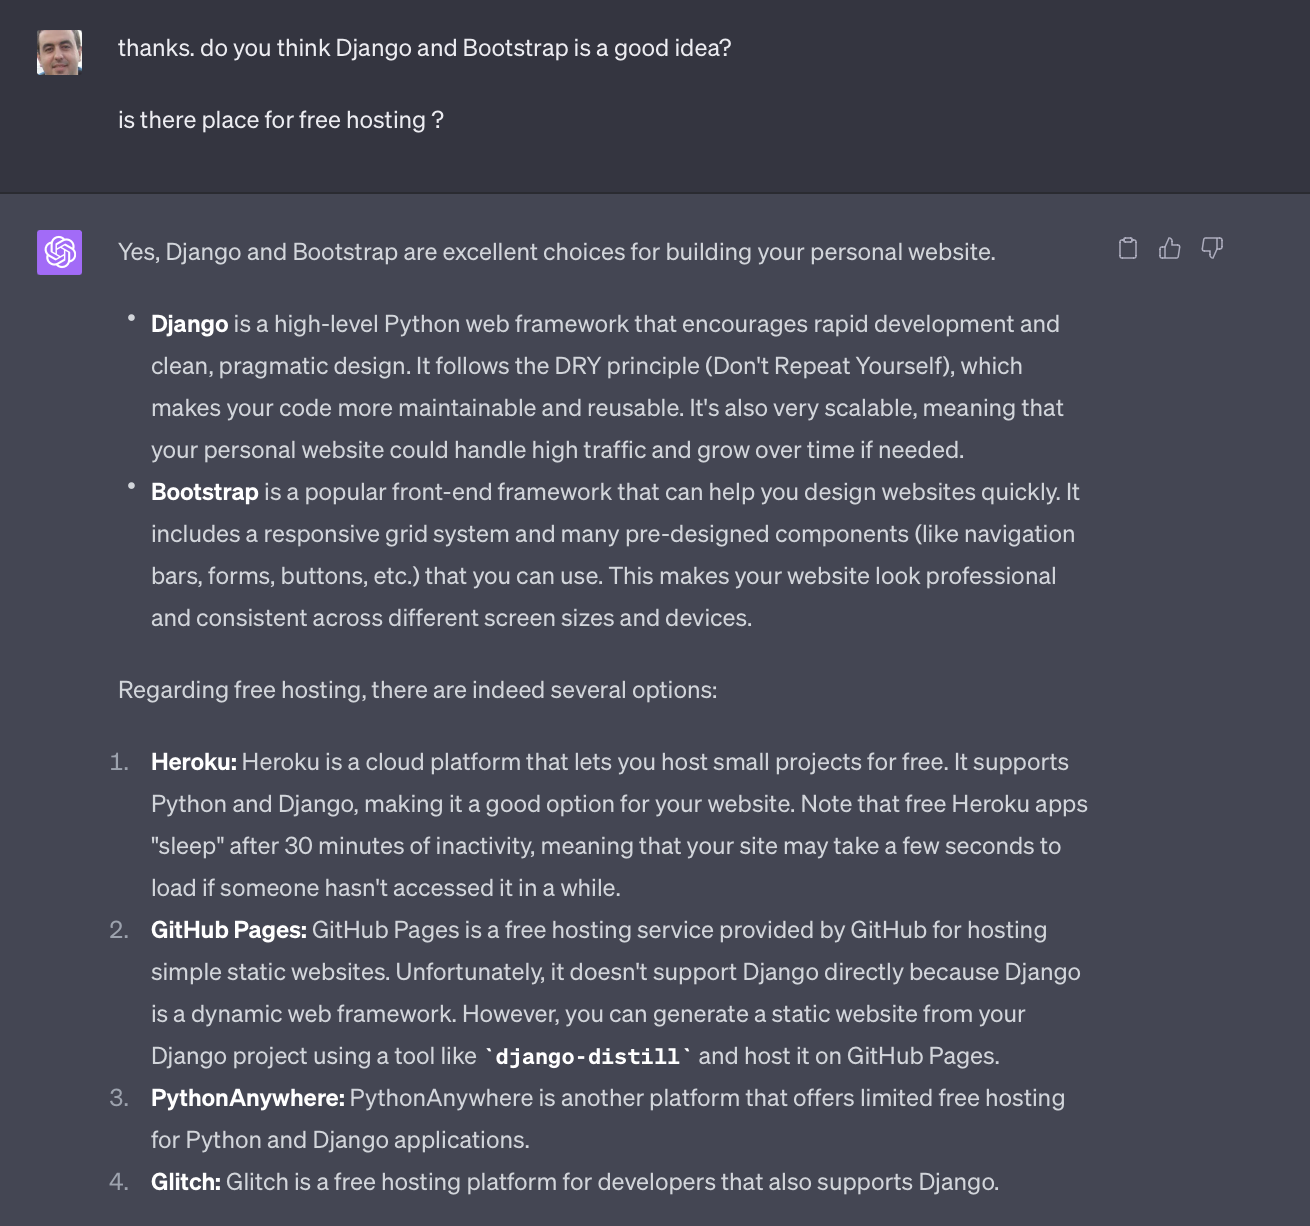 thanks. do you think Django and Bootstrap is a good idea?
is there place for free hosting ?
Yes, Django and Bootstrap are excellent choices for building your personal website.
• Django is a high-level Python web framework that encourages rapid development and
clean, pragmatic design. It follows the DRY principle (Don't Repeat Yourself), which
makes your code more maintainable and reusable. It's also very scalable, meaning that
your personal website could handle high traffic and grow over time if needed.
• Bootstrap is a popular front-end framework that can help you design websites quickly. It
includes a responsive grid system and many pre-designed components (like navigation
bars, forms, buttons, etc.) that you can use. This makes your website look professional
and consistent across different screen sizes and devices.
Regarding free hosting, there are indeed several options:
1. Heroku: Heroku is a cloud platform that lets you host small projects for free. It supports
Python and Django, making it a good option for your website. Note that free Heroku apps
"sleep" after 30 minutes of inactivity, meaning that your site may take a few seconds to
load if someone hasn't accessed it in a while.
2. GitHub Pages: GitHub Pages is a free hosting service provided by GitHub for hosting
simple static websites. Unfortunately, it doesn't support Django directly because Django
is a dynamic web framework. However, you can generate a static website from your
Django project using a tool like `django-distill` and host it on GitHub Pages.
3. PythonAnywhere: PythonAnywhere is another platform that offers limited free hosting
for Python and Django applications.
4. Glitch: Glitch is a free hosting platform for developers that also supports Django.